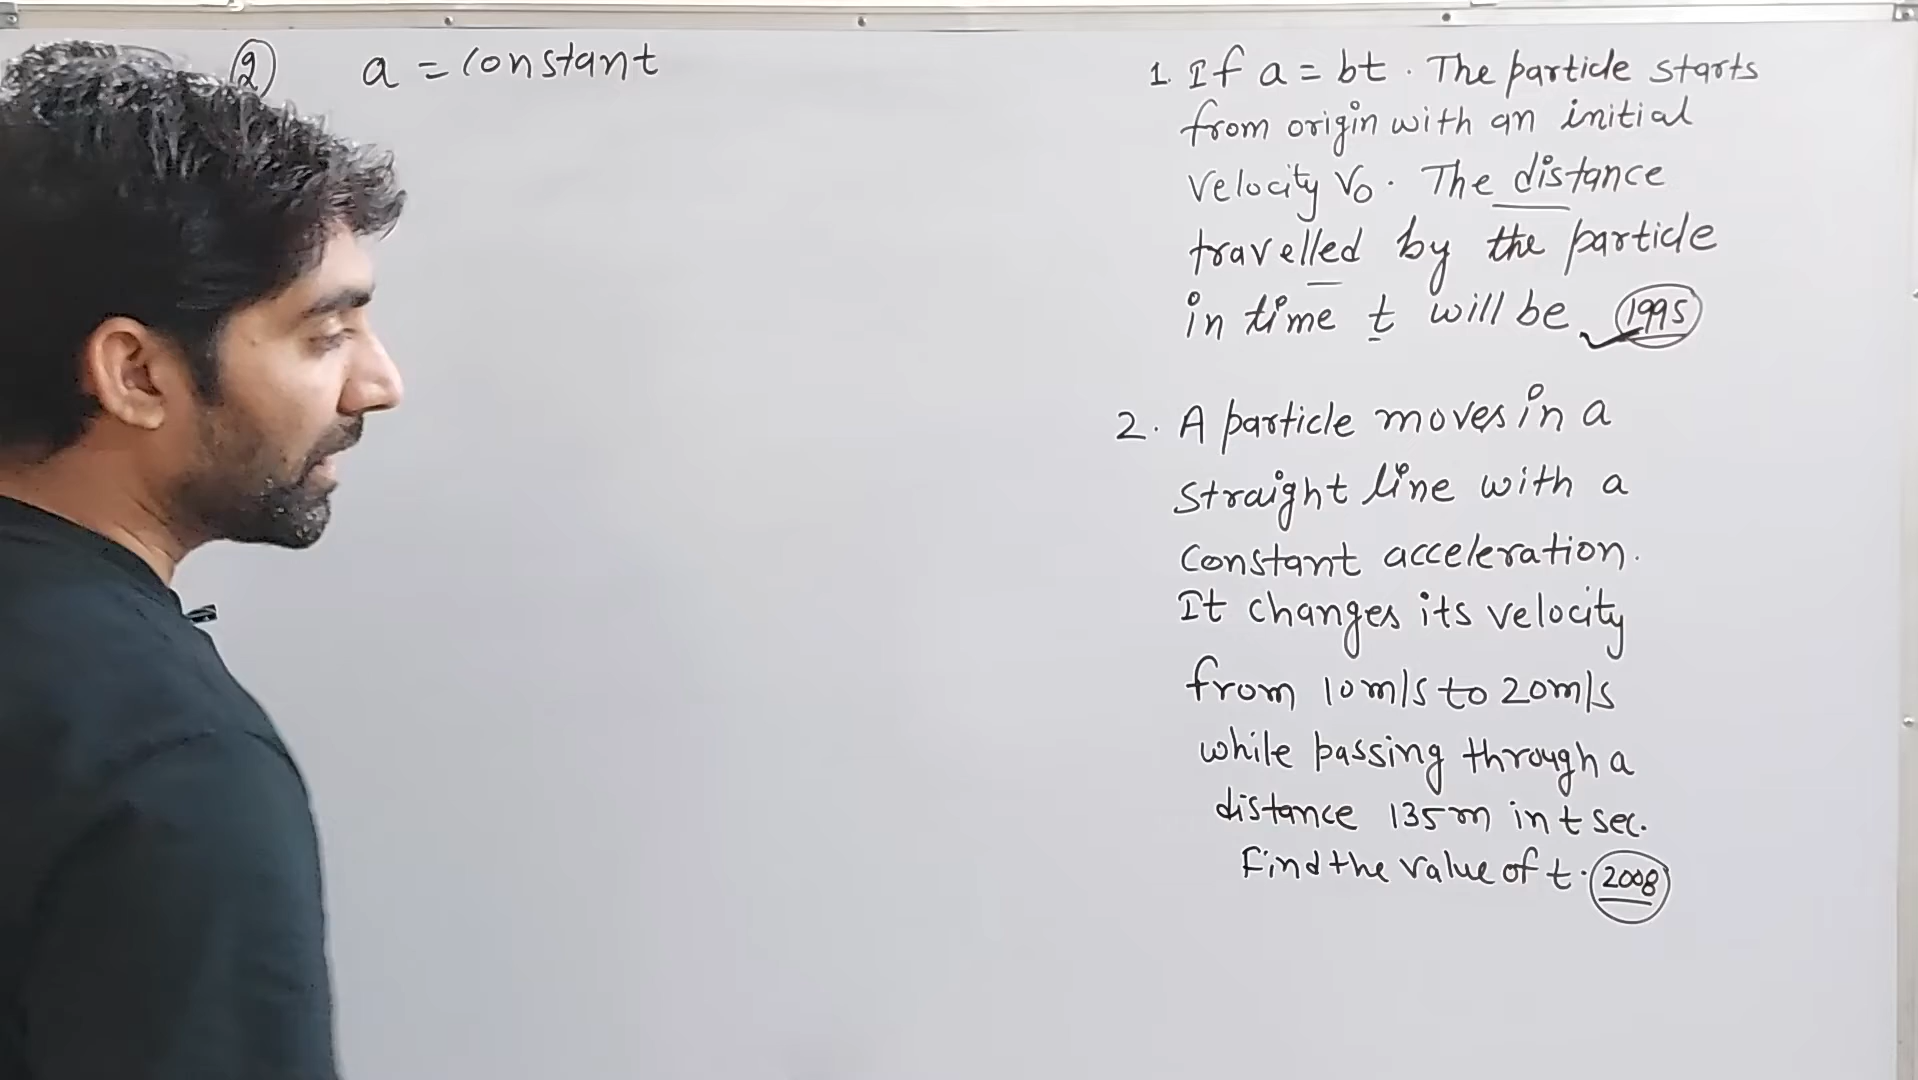 ② a = constant
1. If a = bt. The particle starts
from origin with an initial
velocity v₀. The distance
travelled by the particle
in time t will be 1995
2. A particle moves in a
straight line with a
constant acceleration.
It changes its velocity
from 10m/s to 20m/s
while passing through a
distance 135m in t sec.
Find the value of t. 2008